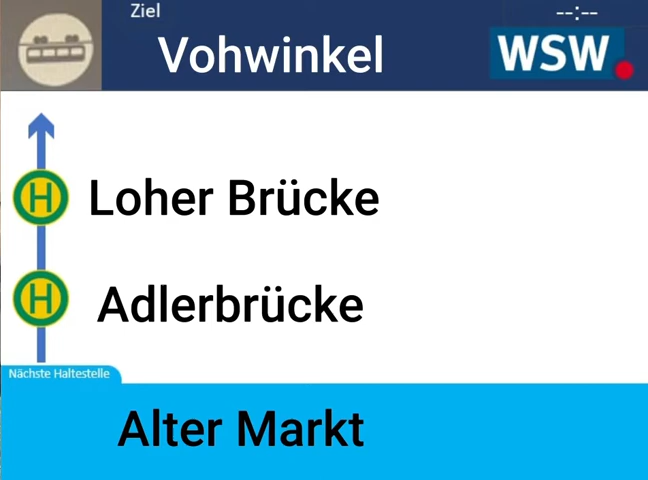 Ziel
--:--
Vohwinkel
WSW.
H
Loher Brücke
H
Adlerbrücke
Nächste Haltestelle
Alter Markt